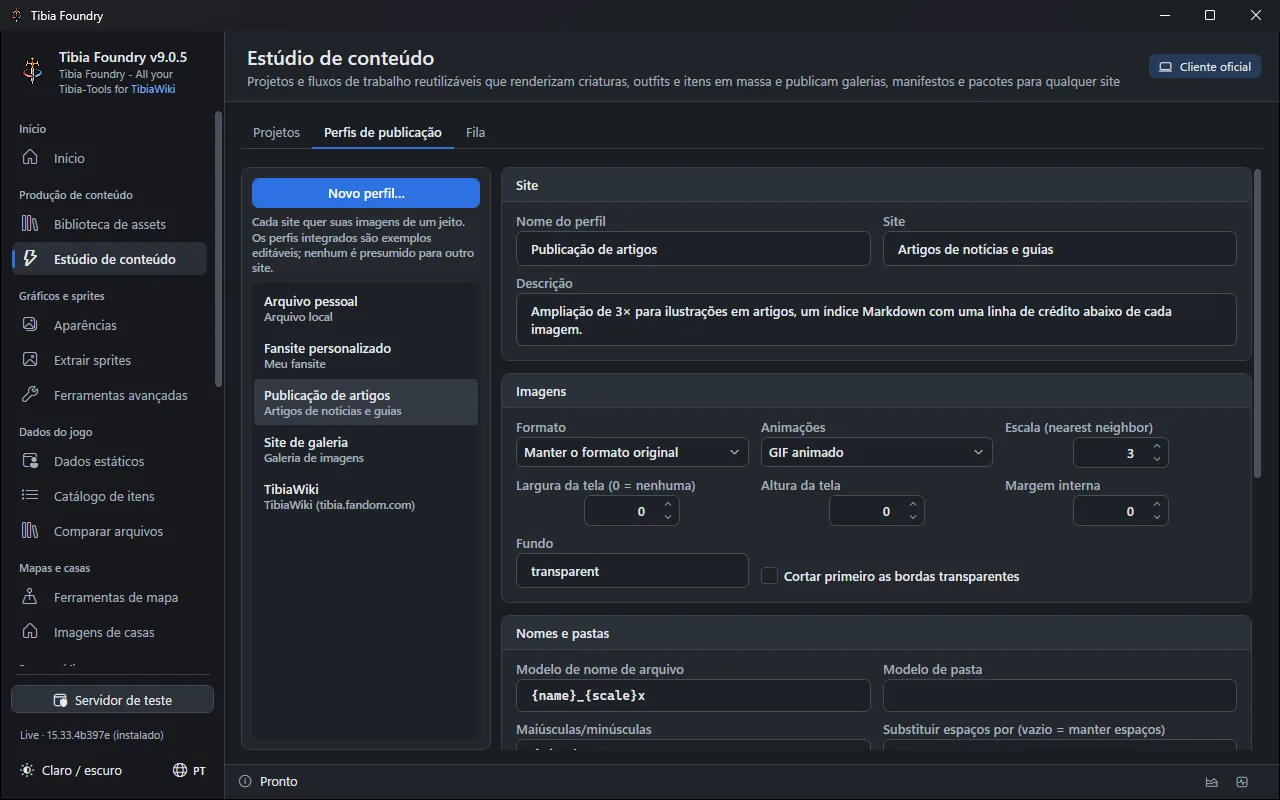 Tibia Foundry
Tibia Foundry v9.0.5
Tibia Foundry - All your
Tibia-Tools for TibiaWiki
Início
Início
Produção de conteúdo
Biblioteca de assets
Estúdio de conteúdo
Gráficos e sprites
Aparências
Extrair sprites
Ferramentas avançadas
Dados do jogo
Dados estáticos
Catálogo de itens
Comparar arquivos
Mapas e casas
Ferramentas de mapa
Imagens de casas
Servidor de teste
Live · 15.33.4b397e (instalado)
Claro / escuro
PT
Estúdio de conteúdo
Projetos e fluxos de trabalho reutilizáveis que renderizam criaturas, outfits e itens em massa e publicam galerias, manifestos e pacotes para qualquer site
Cliente oficial
Projetos
Perfis de publicação
Fila
Novo perfil...
Cada site quer suas imagens de um jeito.
Os perfis integrados são exemplos
editáveis; nenhum é presumido para outro
site.
Arquivo pessoal
Arquivo local
Fansite personalizado
Meu fansite
Publicação de artigos
Artigos de notícias e guias
Site de galeria
Galeria de imagens
TibiaWiki
TibiaWiki (tibia.fandom.com)
Site
Nome do perfil
Site
Publicação de artigos
Artigos de notícias e guias
Descrição
Ampliação de 3× para ilustrações em artigos, um índice Markdown com uma linha de crédito abaixo de cada
imagem.
Imagens
Formato
Animações
Escala (nearest neighbor)
Manter o formato original
GIF animado
3
Largura da tela (0 = nenhuma)
Altura da tela
Margem interna
0
0
0
Fundo
transparent
Cortar primeiro as bordas transparentes
Nomes e pastas
Modelo de nome de arquivo
Modelo de pasta
{name}_{scale}x
Maiúsculas/minúsculas
Substituir espaços por (vazio = manter espaços)
Pronto